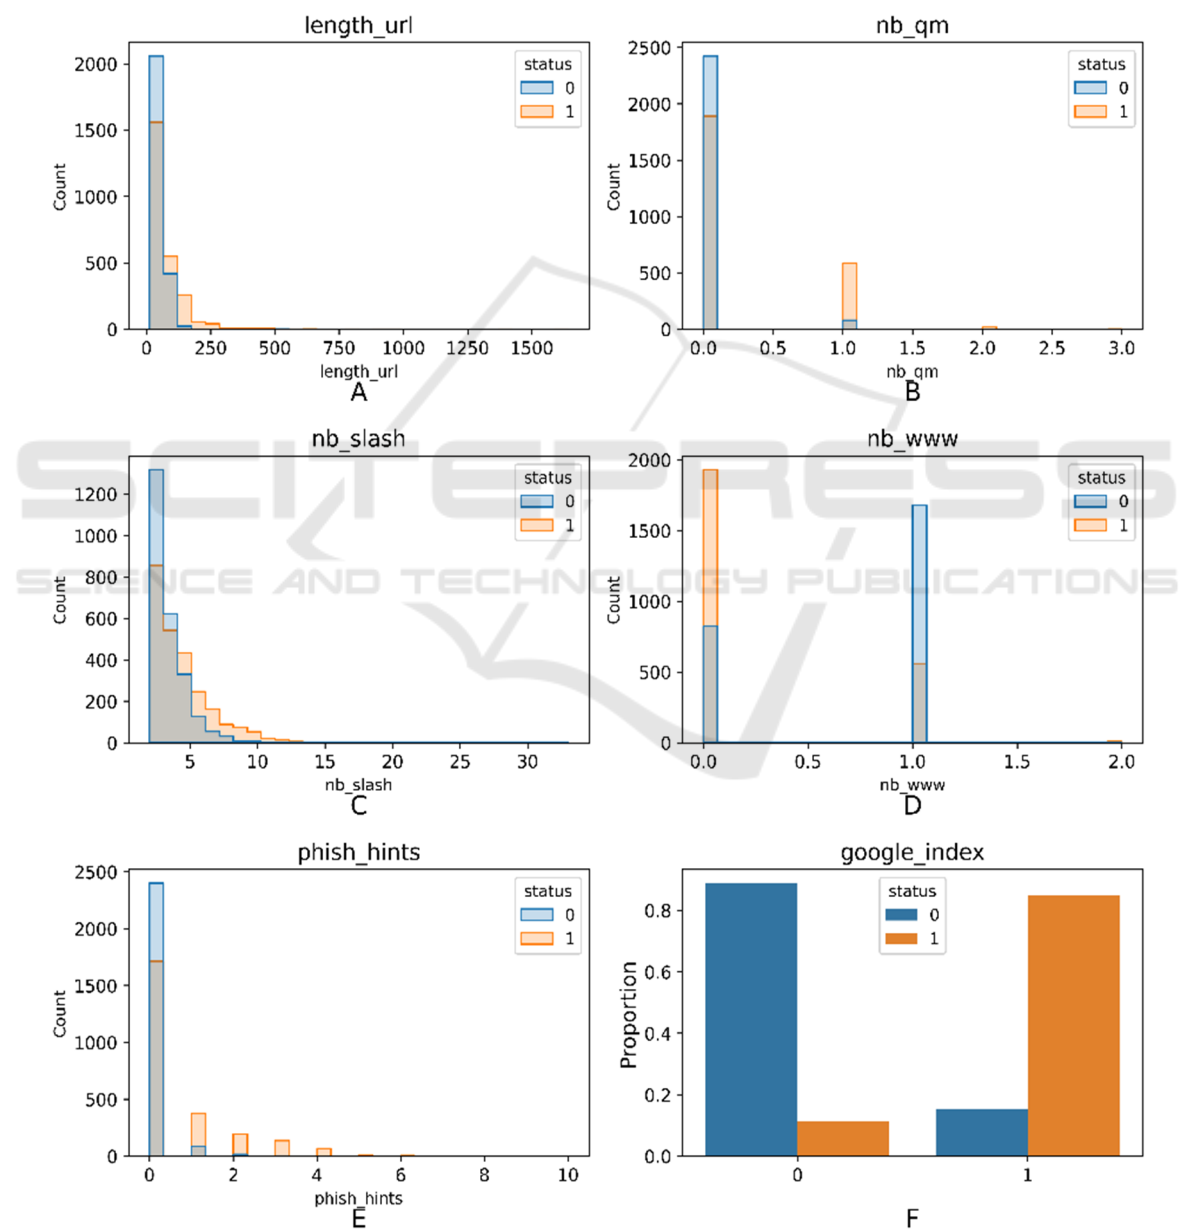 length_url
status
0
1
2000
1500
1000
500
0
Count
0 250 500 750 1000 1250 1500
length_url
A
nb_qm
status
0
1
2500
2000
1500
1000
500
0
Count
0.0 0.5 1.0 1.5 2.0 2.5 3.0
nb_qm
B
nb_slash
status
0
1
1200
1000
800
600
400
200
0
Count
5 10 15 20 25 30
nb_slash
C
nb_www
status
0
1
2000
1500
1000
500
0
Count
0.0 0.5 1.0 1.5 2.0
nb_www
D
SCITEPRESS
SCIENCE AND TECHNOLOGY PUBLICATIONS
phish_hints
status
0
1
2500
2000
1500
1000
500
0
Count
0 2 4 6 8 10
phish_hints
E
google_index
status
0
1
0.8
0.6
0.4
0.2
0.0
Proportion
0 1
F